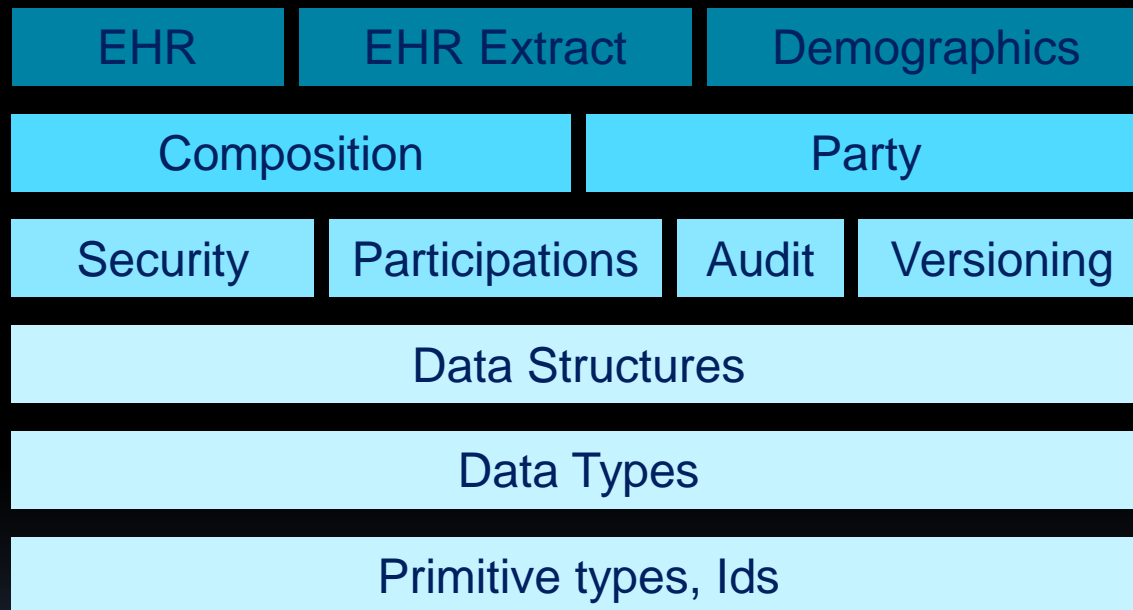 EHR EHR Extract Demographics
Composition Party
Security Participations Audit Versioning
Data Structures
Data Types
Primitive types, Ids